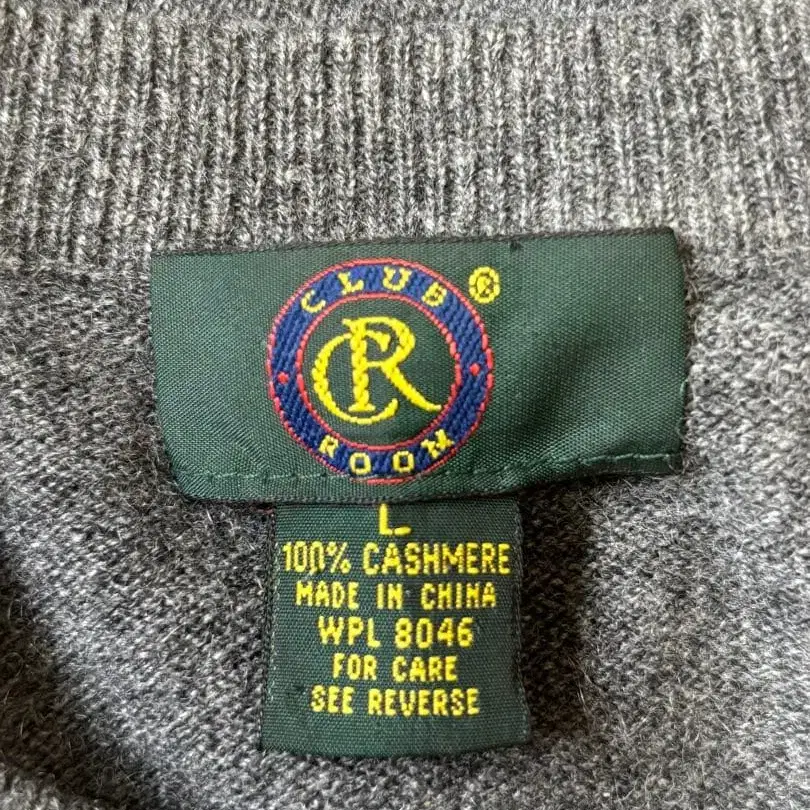 CLUB ®
CR
ROOM
L
100% CASHMERE
MADE IN CHINA
WPL 8046
FOR CARE
SEE REVERSE